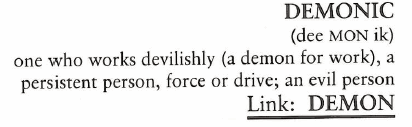 DEMONIC
(dee MON ik)
one who works devilishly (a demon for work), a
persistent person, force or drive; an evil person
Link: DEMON